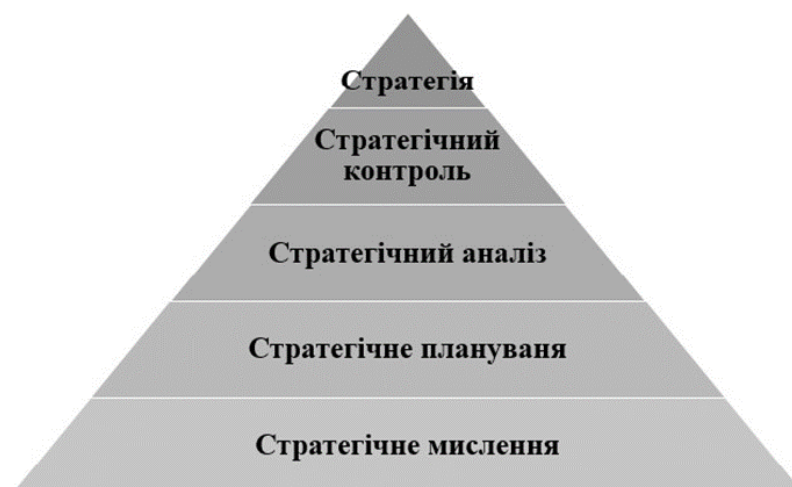 Стратегія
Стратегічний
контроль
Стратегічний аналіз
Стратегічне плануваня
Стратегічне мислення